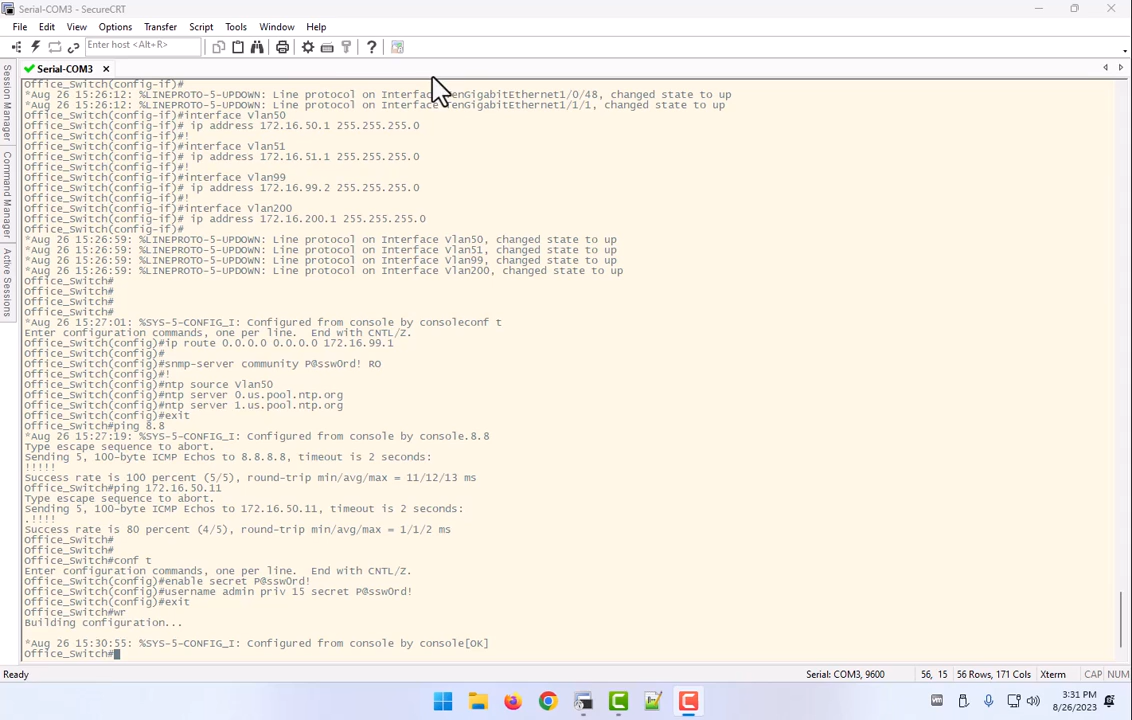 Serial-COM3 - SecureCRT
File Edit View Options Transfer Script Tools Window Help
Enter host <Alt+R>
Serial-COM3
Session Manager
Command Manager
Active Sessions
Office_Switch(config-if)#
*Aug 26 15:26:12: %LINEPROTO-5-UPDOWN: Line protocol on Interface TenGigabitEthernet1/0/48, changed state to up
*Aug 26 15:26:12: %LINEPROTO-5-UPDOWN: Line protocol on Interface TenGigabitEthernet1/1/1, changed state to up
Office_Switch(config-if)#interface Vlan50
Office_Switch(config-if)# ip address 172.16.50.1 255.255.255.0
Office_Switch(config-if)#!
Office_Switch(config-if)#interface Vlan51
Office_Switch(config-if)# ip address 172.16.51.1 255.255.255.0
Office_Switch(config-if)#!
Office_Switch(config-if)#interface Vlan99
Office_Switch(config-if)# ip address 172.16.99.2 255.255.255.0
Office_Switch(config-if)#!
Office_Switch(config-if)#interface Vlan200
Office_Switch(config-if)# ip address 172.16.200.1 255.255.255.0
Office_Switch(config-if)#
*Aug 26 15:26:59: %LINEPROTO-5-UPDOWN: Line protocol on Interface Vlan50, changed state to up
*Aug 26 15:26:59: %LINEPROTO-5-UPDOWN: Line protocol on Interface Vlan51, changed state to up
*Aug 26 15:26:59: %LINEPROTO-5-UPDOWN: Line protocol on Interface Vlan99, changed state to up
*Aug 26 15:26:59: %LINEPROTO-5-UPDOWN: Line protocol on Interface Vlan200, changed state to up
Office_Switch#
Office_Switch#
Office_Switch#
Office_Switch#
*Aug 26 15:27:01: %SYS-5-CONFIG_I: Configured from console by consoleconf t
Enter configuration commands, one per line.  End with CNTL/Z.
Office_Switch(config)#ip route 0.0.0.0 0.0.0.0 172.16.99.1
Office_Switch(config)#
Office_Switch(config)#snmp-server community P@ssw0rd! RO
Office_Switch(config)#!
Office_Switch(config)#ntp source Vlan50
Office_Switch(config)#ntp server 0.us.pool.ntp.org
Office_Switch(config)#ntp server 1.us.pool.ntp.org
Office_Switch(config)#exit
Office_Switch#ping 8.8
*Aug 26 15:27:19: %SYS-5-CONFIG_I: Configured from console by console.8.8
Type escape sequence to abort.
Sending 5, 100-byte ICMP Echos to 8.8.8.8, timeout is 2 seconds:
!!!!!
Success rate is 100 percent (5/5), round-trip min/avg/max = 11/12/13 ms
Office_Switch#ping 172.16.50.11
Type escape sequence to abort.
Sending 5, 100-byte ICMP Echos to 172.16.50.11, timeout is 2 seconds:
.!!!!
Success rate is 80 percent (4/5), round-trip min/avg/max = 1/1/2 ms
Office_Switch#
Office_Switch#
Office_Switch#conf t
Enter configuration commands, one per line.  End with CNTL/Z.
Office_Switch(config)#enable secret P@ssw0rd!
Office_Switch(config)#username admin priv 15 secret P@ssw0rd!
Office_Switch(config)#exit
Office_Switch#wr
Building configuration...
*Aug 26 15:30:55: %SYS-5-CONFIG_I: Configured from console by console[OK]
Office_Switch#
Ready Serial: COM3, 9600 56, 15 56 Rows, 171 Cols Xterm CAP NUM
3:31 PM
8/26/2023